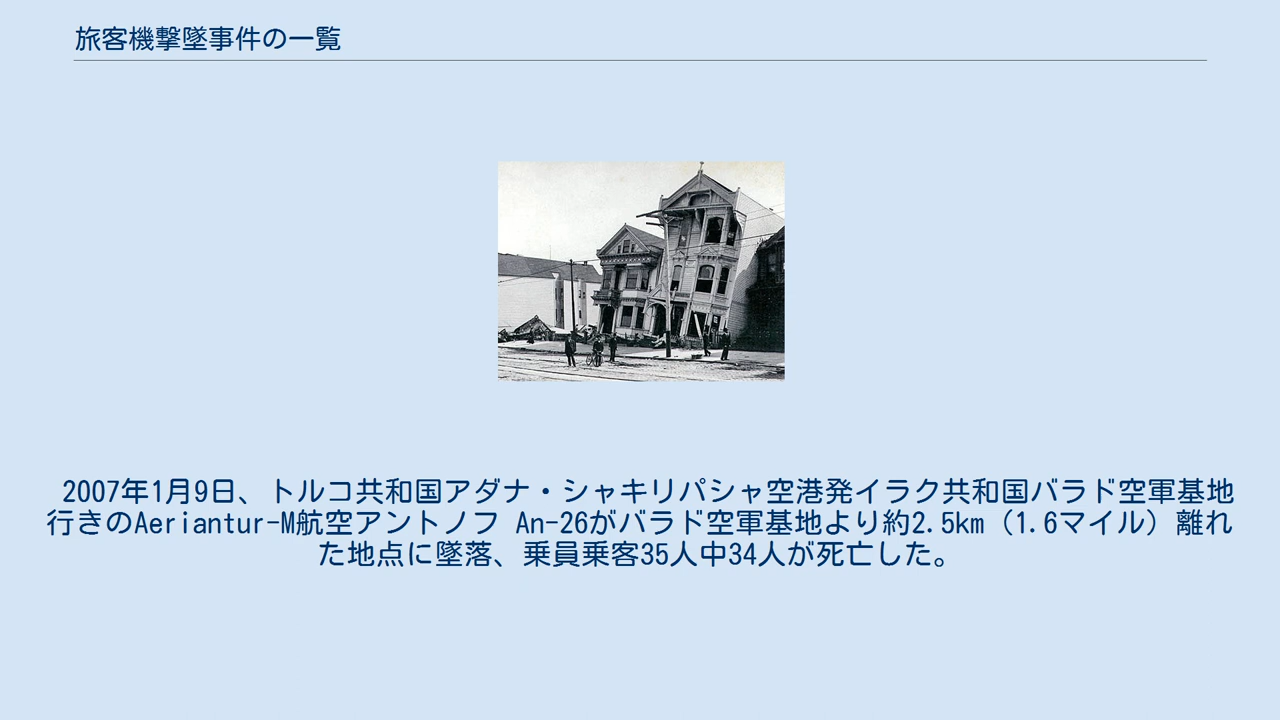 旅客機撃墜事件の一覧
2007年1月9日、トルコ共和国アダナ・シャキリパシャ空港発イラク共和国バラド空軍基地
行きのAeriantur-M航空アントノフ An-26がバラド空軍基地より約2.5km（1.6マイル）離れ
た地点に墜落、乗員乗客35人中34人が死亡した。